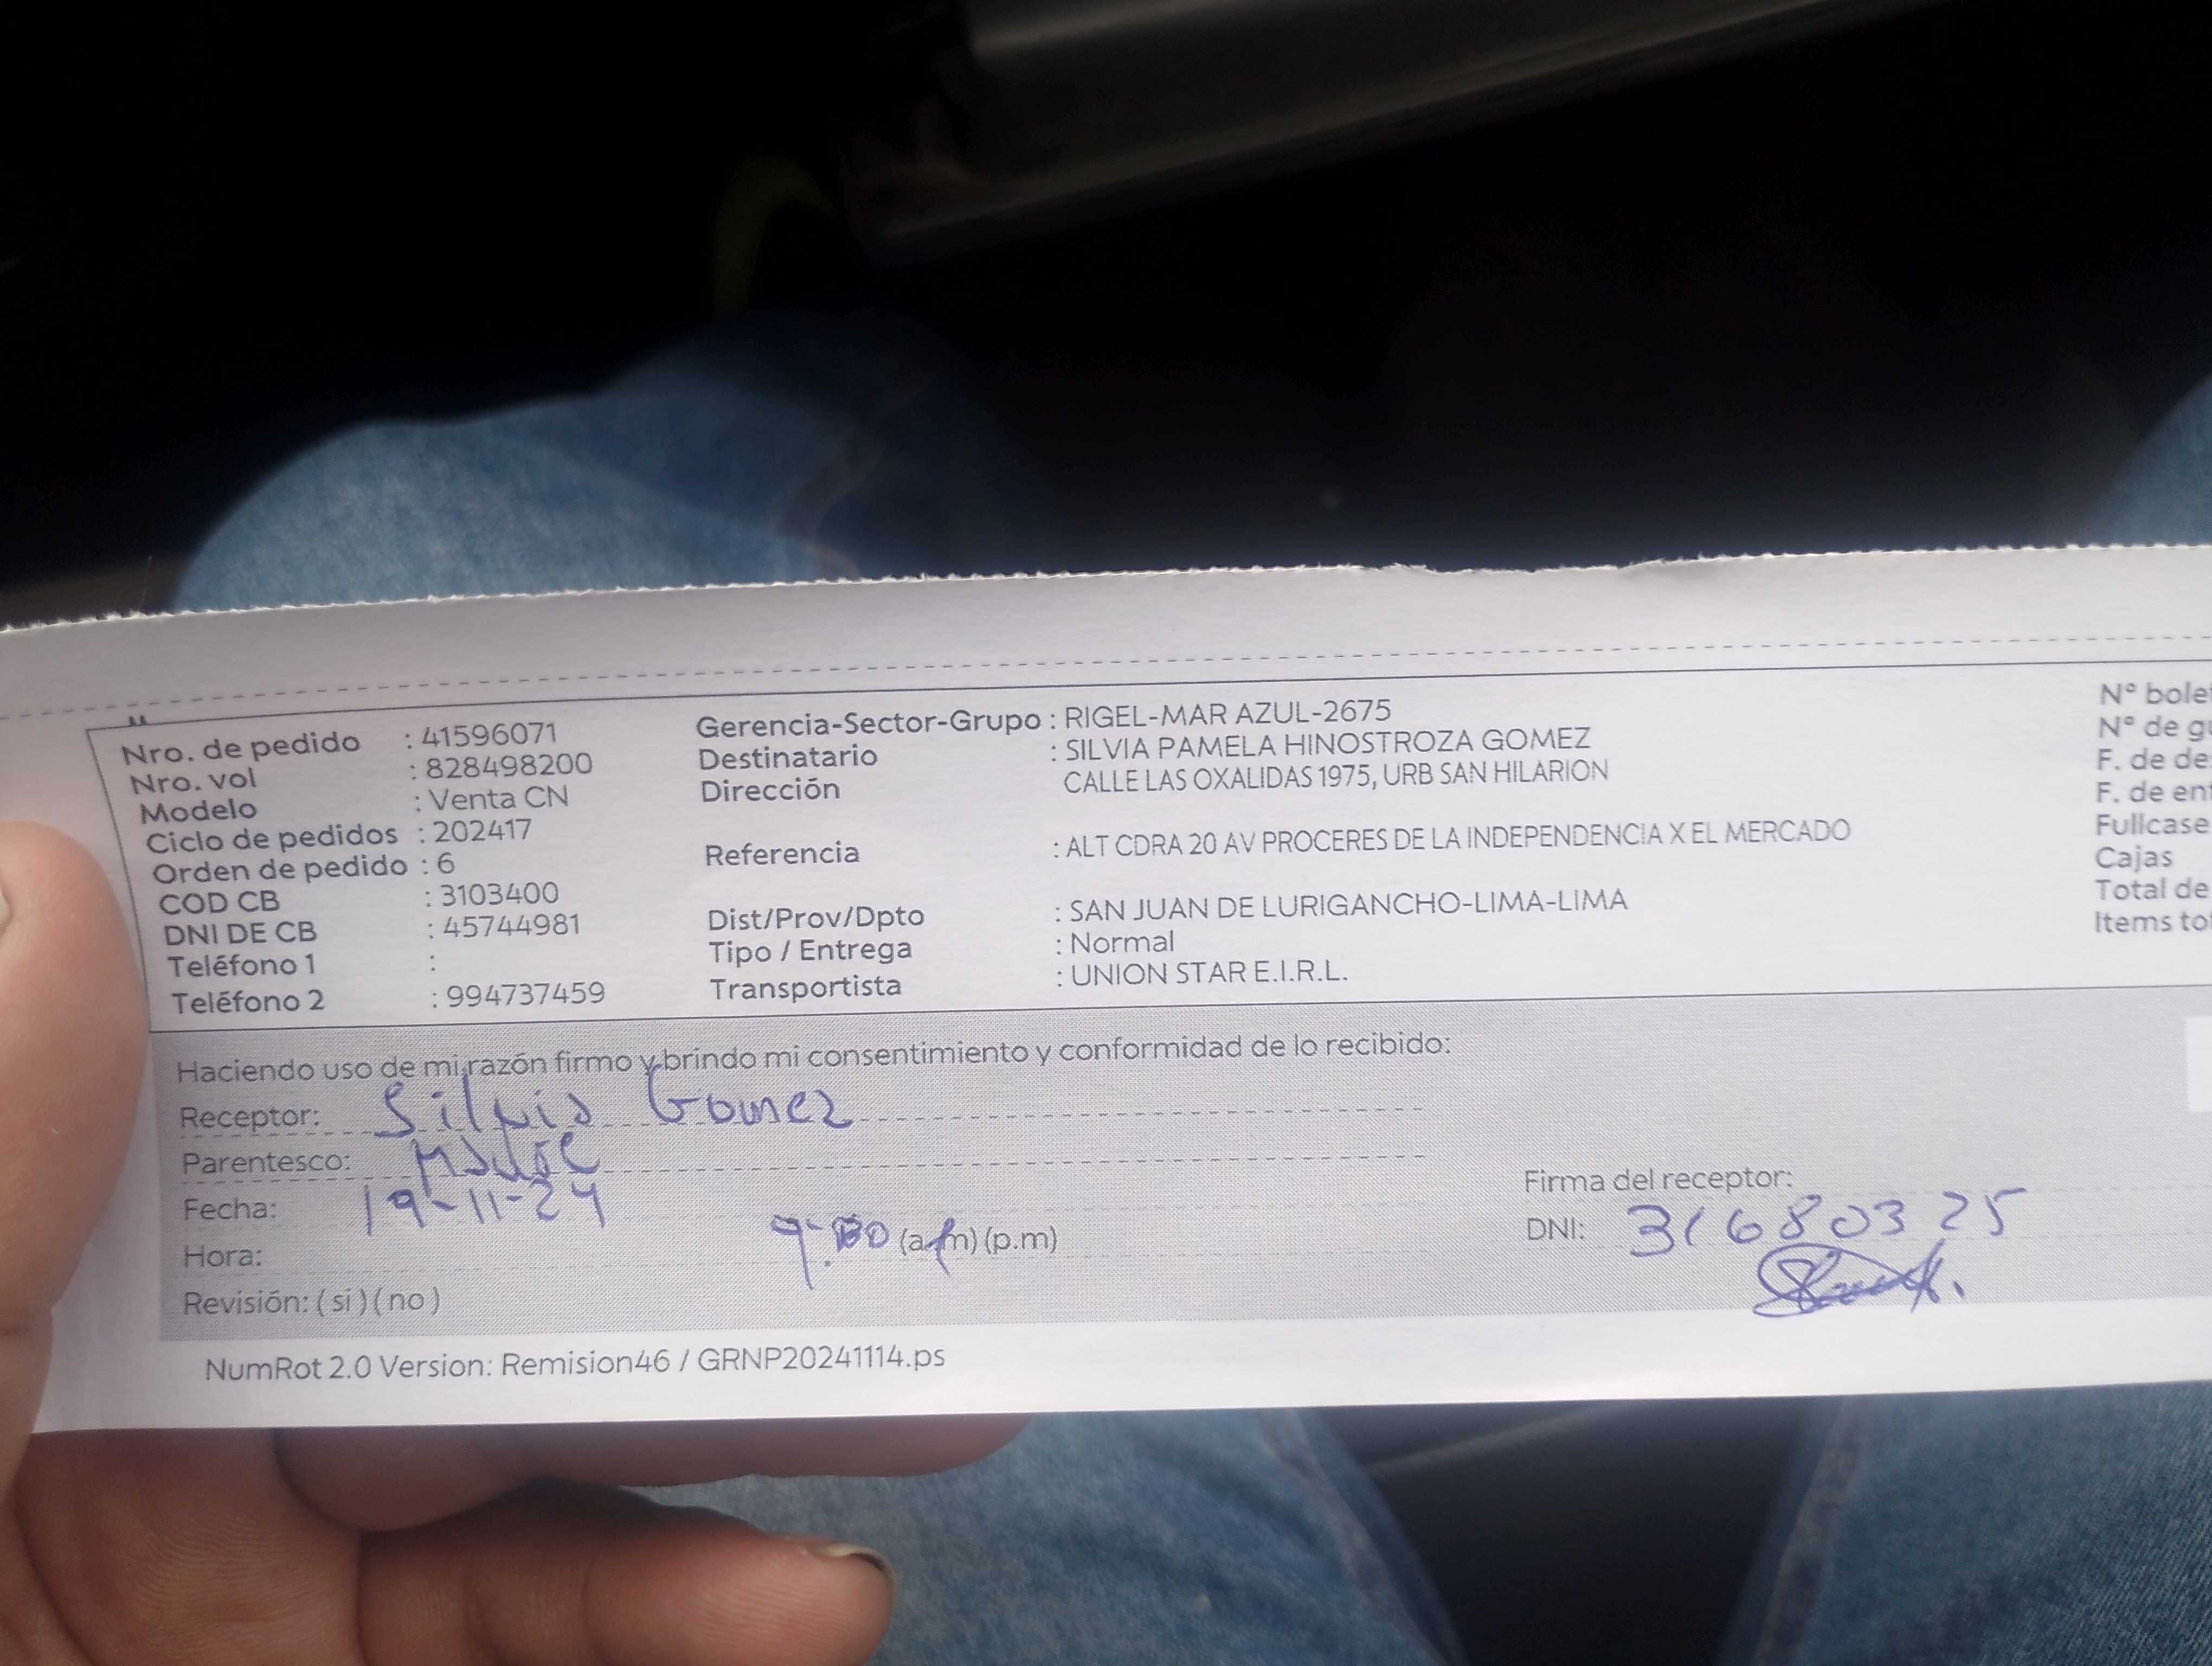 Nro. de pedido : 41596071
Nro. vol : 828498200
Modelo : Venta CN
Ciclo de pedidos : 202417
Orden de pedido : 6
COD CB : 3103400
DNI DE CB : 45744981
Teléfono 1 :
Teléfono 2 : 994737459
Gerencia-Sector-Grupo : RIGEL-MAR AZUL-2675
Destinatario : SILVIA PAMELA HINOSTROZA GOMEZ
Dirección CALLE LAS OXALIDAS 1975, URB SAN HILARION
Referencia : ALT CDRA 20 AV PROCERES DE LA INDEPENDENCIA X EL MERCADO
Dist/Prov/Dpto : SAN JUAN DE LURIGANCHO-LIMA-LIMA
Tipo / Entrega : Normal
Transportista : UNION STAR E.I.R.L.
N° bole
N° de g
F. de de
F. de en
Fullcase
Cajas
Total de
Items to
Haciendo uso de mi razón firmo y brindo mi consentimiento y conformidad de lo recibido:
Receptor: Silvia Gomez
Parentesco: Madre
Fecha: 19-11-24
Hora: (a.m) (p.m)
Revisión: ( si ) ( no )
Firma del receptor:
DNI: 31680325
NumRot 2.0 Version: Remision46 / GRNP20241114.ps